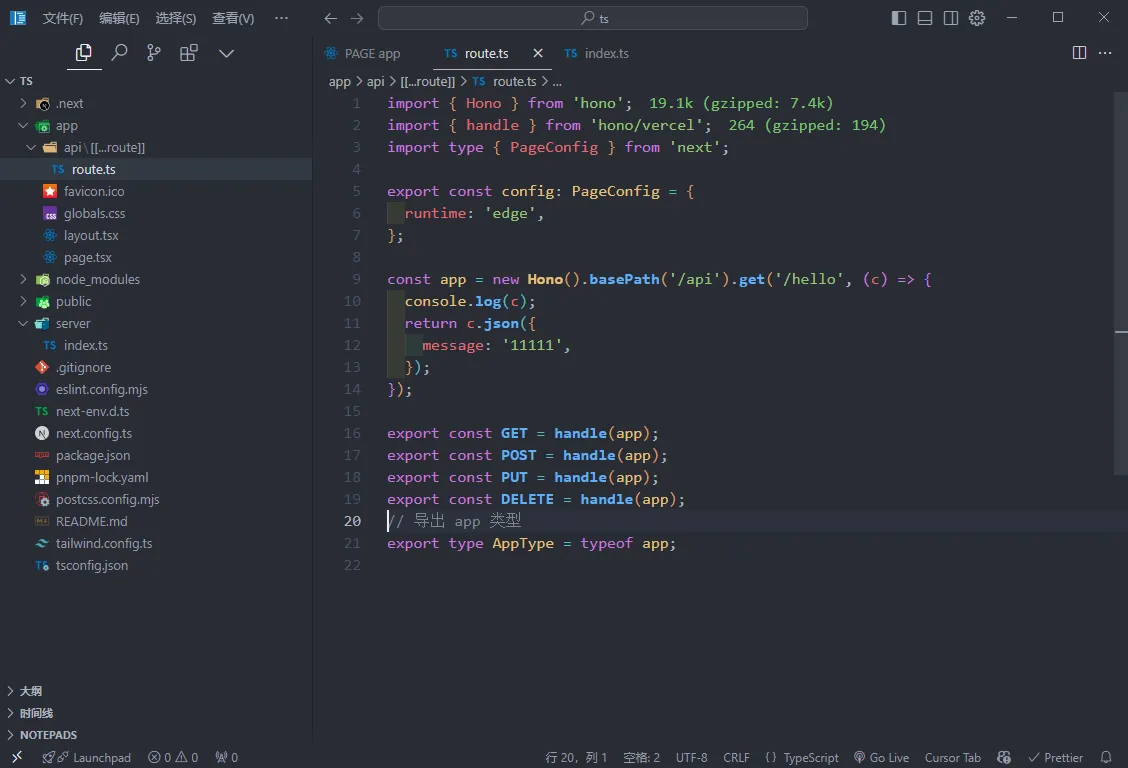 文件(F) 编辑(E) 选择(S) 查看(V) ··· ts
PAGE app TS route.ts TS index.ts
TS
app > api > [[...route]] > TS route.ts > ...
.next
app
api \ [[...route]]
TS route.ts
favicon.ico
globals.css
layout.tsx
page.tsx
node_modules
public
server
TS index.ts
.gitignore
eslint.config.mjs
TS next-env.d.ts
next.config.ts
package.json
pnpm-lock.yaml
postcss.config.mjs
README.md
tailwind.config.ts
tsconfig.json
大纲
时间线
NOTEPADS
1 import { Hono } from 'hono'; 19.1k (gzipped: 7.4k)
2 import { handle } from 'hono/vercel'; 264 (gzipped: 194)
3 import type { PageConfig } from 'next';
4
5 export const config: PageConfig = {
6 runtime: 'edge',
7 };
8
9 const app = new Hono().basePath('/api').get('/hello', (c) => {
10 console.log(c);
11 return c.json({
12 message: '11111',
13 });
14 });
15
16 export const GET = handle(app);
17 export const POST = handle(app);
18 export const PUT = handle(app);
19 export const DELETE = handle(app);
20 // 导出 app 类型
21 export type AppType = typeof app;
22
Launchpad 0 0 0 行 20，列 1 空格: 2 UTF-8 CRLF {} TypeScript Go Live Cursor Tab Prettier